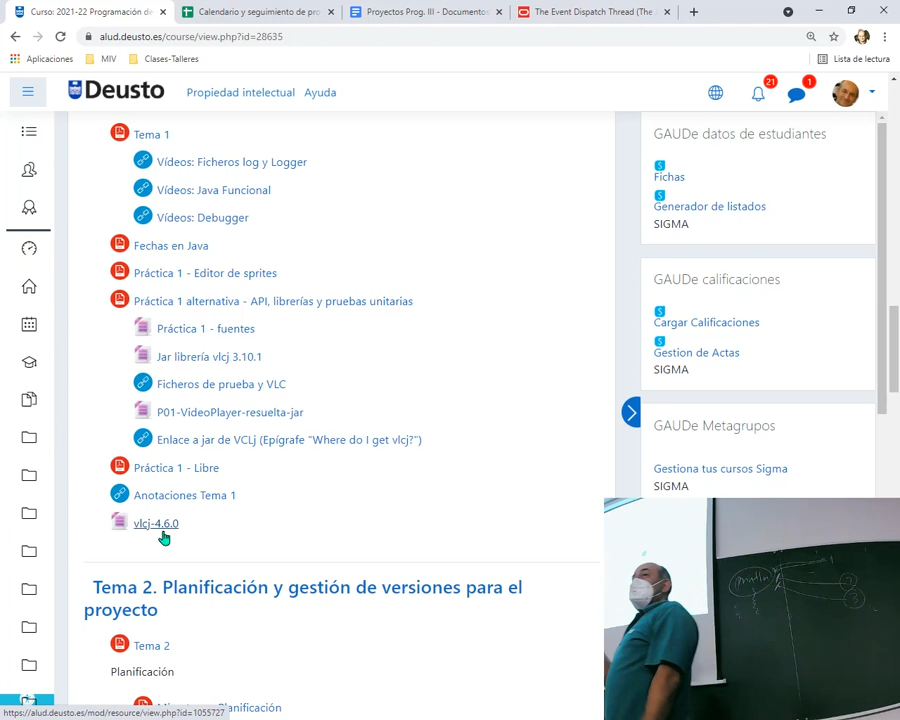 Curso: 2021-22 Programación de
Calendario y seguimiento de pro
Proyectos Prog. III - Documentos
The Event Dispatch Thread (The
alud.deusto.es/course/view.php?id=28635
Aplicaciones
MIV
Clases-Talleres
Lista de lectura
Deusto
Propiedad intelectual
Ayuda
21
1
Tema 1
Vídeos: Ficheros log y Logger
Vídeos: Java Funcional
Vídeos: Debugger
Fechas en Java
Práctica 1 - Editor de sprites
Práctica 1 alternativa - API, librerías y pruebas unitarias
Práctica 1 - fuentes
Jar librería vlcj 3.10.1
Ficheros de prueba y VLC
P01-VideoPlayer-resuelta-jar
Enlace a jar de VCLj (Epígrafe "Where do I get vlcj?")
Práctica 1 - Libre
Anotaciones Tema 1
vlcj-4.6.0
Tema 2. Planificación y gestión de versiones para el
proyecto
Tema 2
Planificación
Planificación
GAUDe datos de estudiantes
S
Fichas
S
Generador de listados
SIGMA
GAUDe calificaciones
S
Cargar Calificaciones
S
Gestion de Actas
SIGMA
GAUDe Metagrupos
Gestiona tus cursos Sigma
SIGMA
println
1
2
3
https://alud.deusto.es/mod/resource/view.php?id=1055727